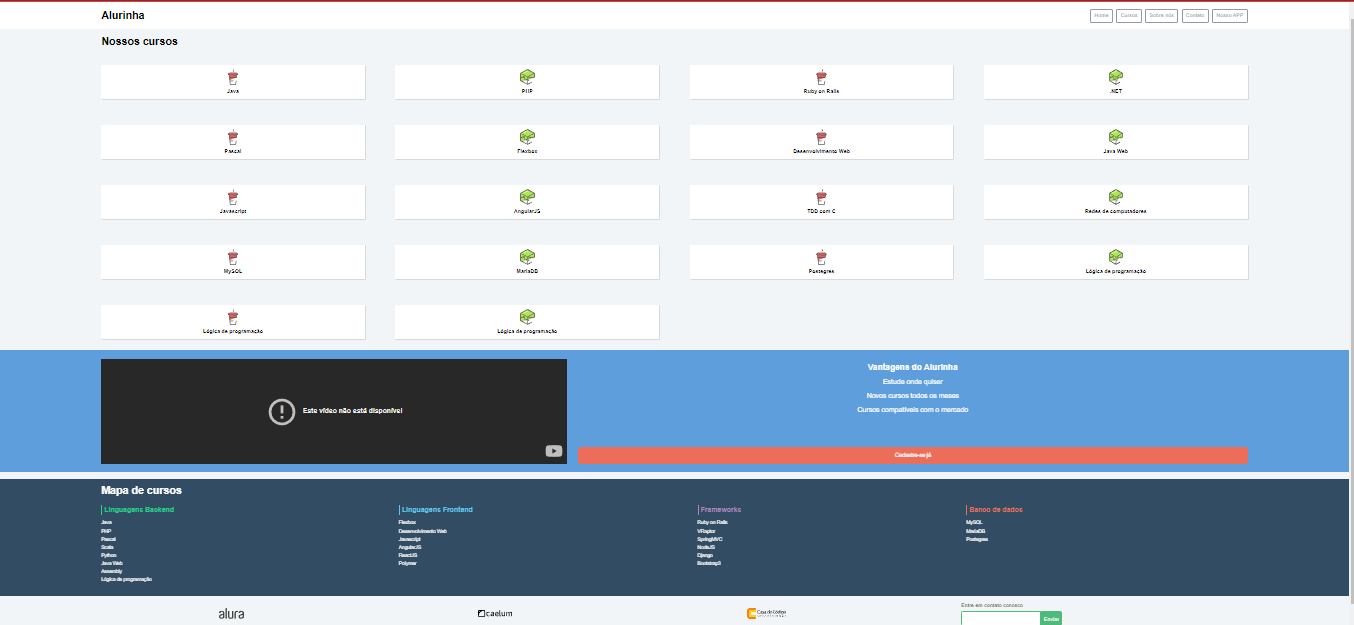 Alurinha
Home Cursos Sobre nós Contato Nosso APP
Nossos cursos
Java PHP Ruby on Rails .NET
Pascal Flexbox Desenvolvimento Web Java Web
Javascript AngularJS TDD com C Redes de computadores
MySQL MariaDB Postegres Lógica de programação
Lógica de programação Lógica de programação
Este vídeo não está disponível
Vantagens do Alurinha
Estude onde quiser
Novos cursos todos os meses
Cursos compatíveis com o mercado
Cadastre-se já
Mapa de cursos
Linguagens Backend
Java
PHP
Pascal
Scala
Python
Java Web
Assembly
Lógica de programação
Linguagens Frontend
Flexbox
Desenvolvimento Web
Javascript
AngularJS
ReactJS
Polymer
Frameworks
Ruby on Rails
VRaptor
SpringMVC
NodeJS
Django
Bootstrap3
Banco de dados
MySQL
MariaDB
Postegres
alura
caelum
Casa do Código
Entre em contato conosco
Enviar